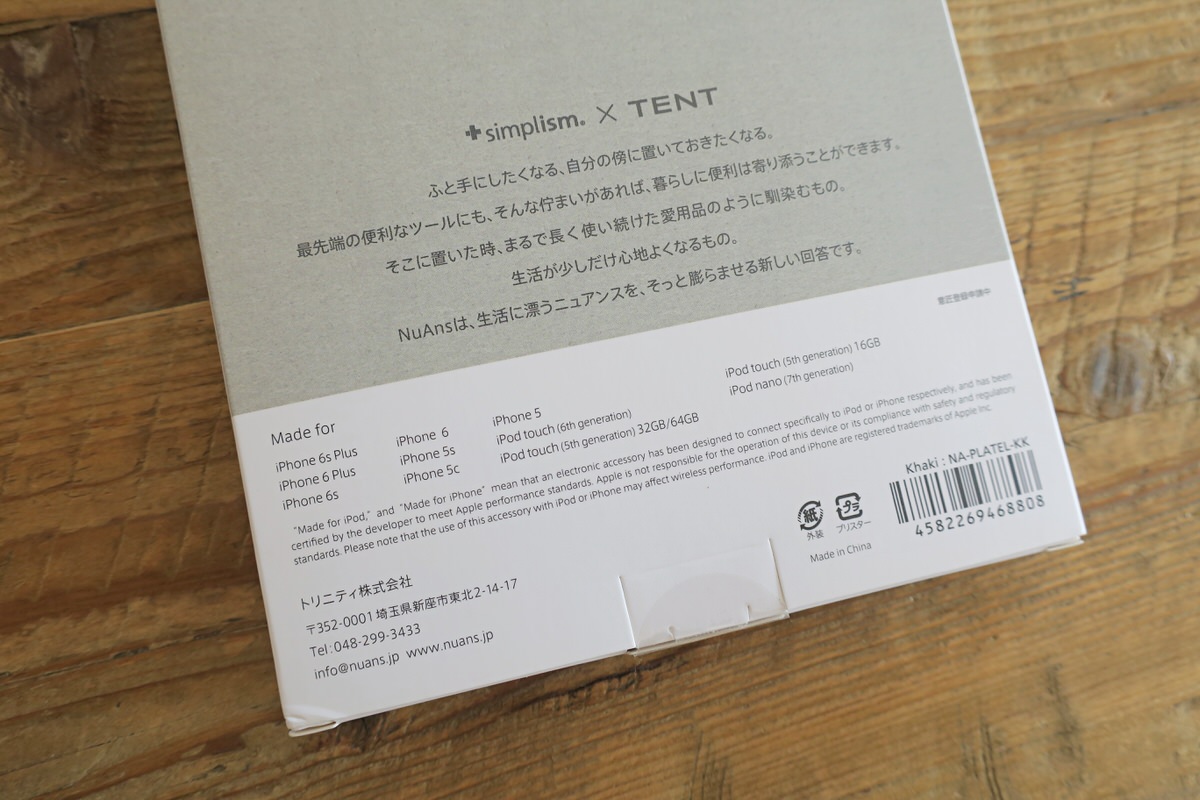 simplism. × TENT
ふと手にしたくなる、自分の傍に置いておきたくなる。
最先端の便利なツールにも、そんな佇まいがあれば、暮らしに便利は寄り添うことができます。
そこに置いた時、まるで長く使い続けた愛用品のように馴染むもの。
生活が少しだけ心地よくなるもの。
NuAnsは、生活に漂うニュアンスを、そっと膨らませる新しい回答です。
意匠登録申請中
Made for
iPhone 6s Plus
iPhone 6 Plus
iPhone 6s
iPhone 6
iPhone 5s
iPhone 5c
iPhone 5
iPod touch (6th generation)
iPod touch (5th generation) 32GB/64GB
iPod touch (5th generation) 16GB
iPod nano (7th generation)
"Made for iPod," and "Made for iPhone" mean that an electronic accessory has been designed to connect specifically to iPod or iPhone respectively, and has been
certified by the developer to meet Apple performance standards. Apple is not responsible for the operation of this device or its compliance with safety and regulatory
standards. Please note that the use of this accessory with iPod or iPhone may affect wireless performance. iPod and iPhone are registered trademarks of Apple Inc.
トリニティ株式会社
〒352-0001 埼玉県新座市東北2-14-17
Tel：048-299-3433
info@nuans.jp www.nuans.jp
紙
外装
プラ
ブリスター
Made in China
Khaki : NA-PLATEL-KK
4582269468808